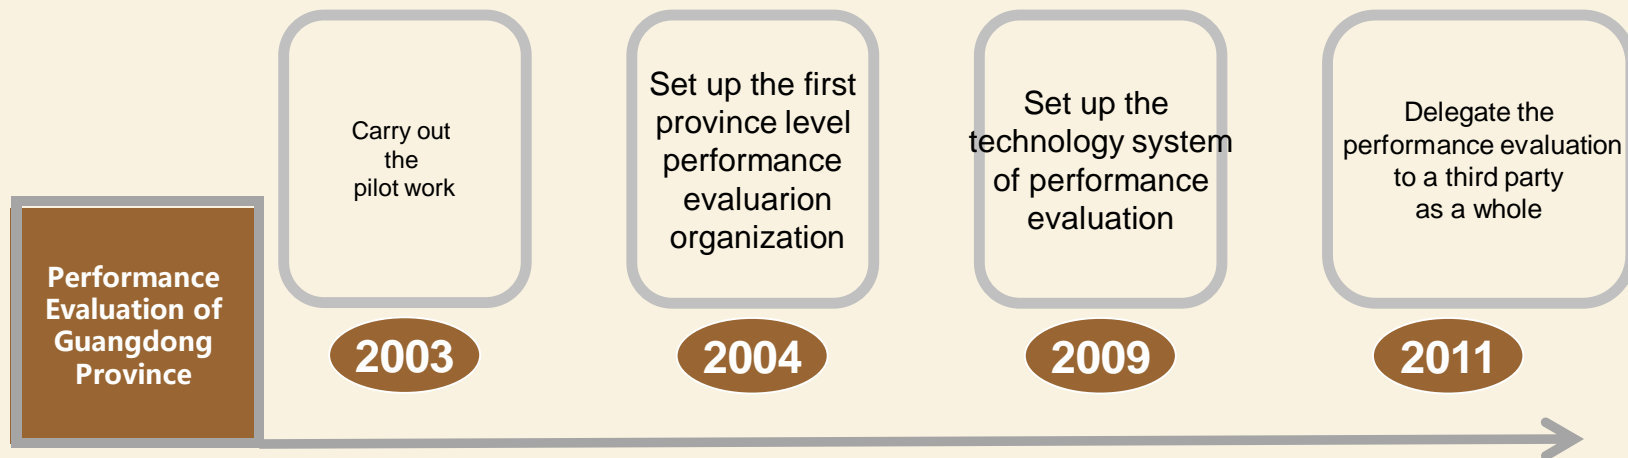 Carry out
the
pilot work
Set up the first
province level
performance
evaluarion
organization
Set up the
technology system
of performance
evaluation
Delegate the
performance evaluation
to a third party
as a whole
Performance
Evaluation of
Guangdong
Province
2003
2004
2009
2011